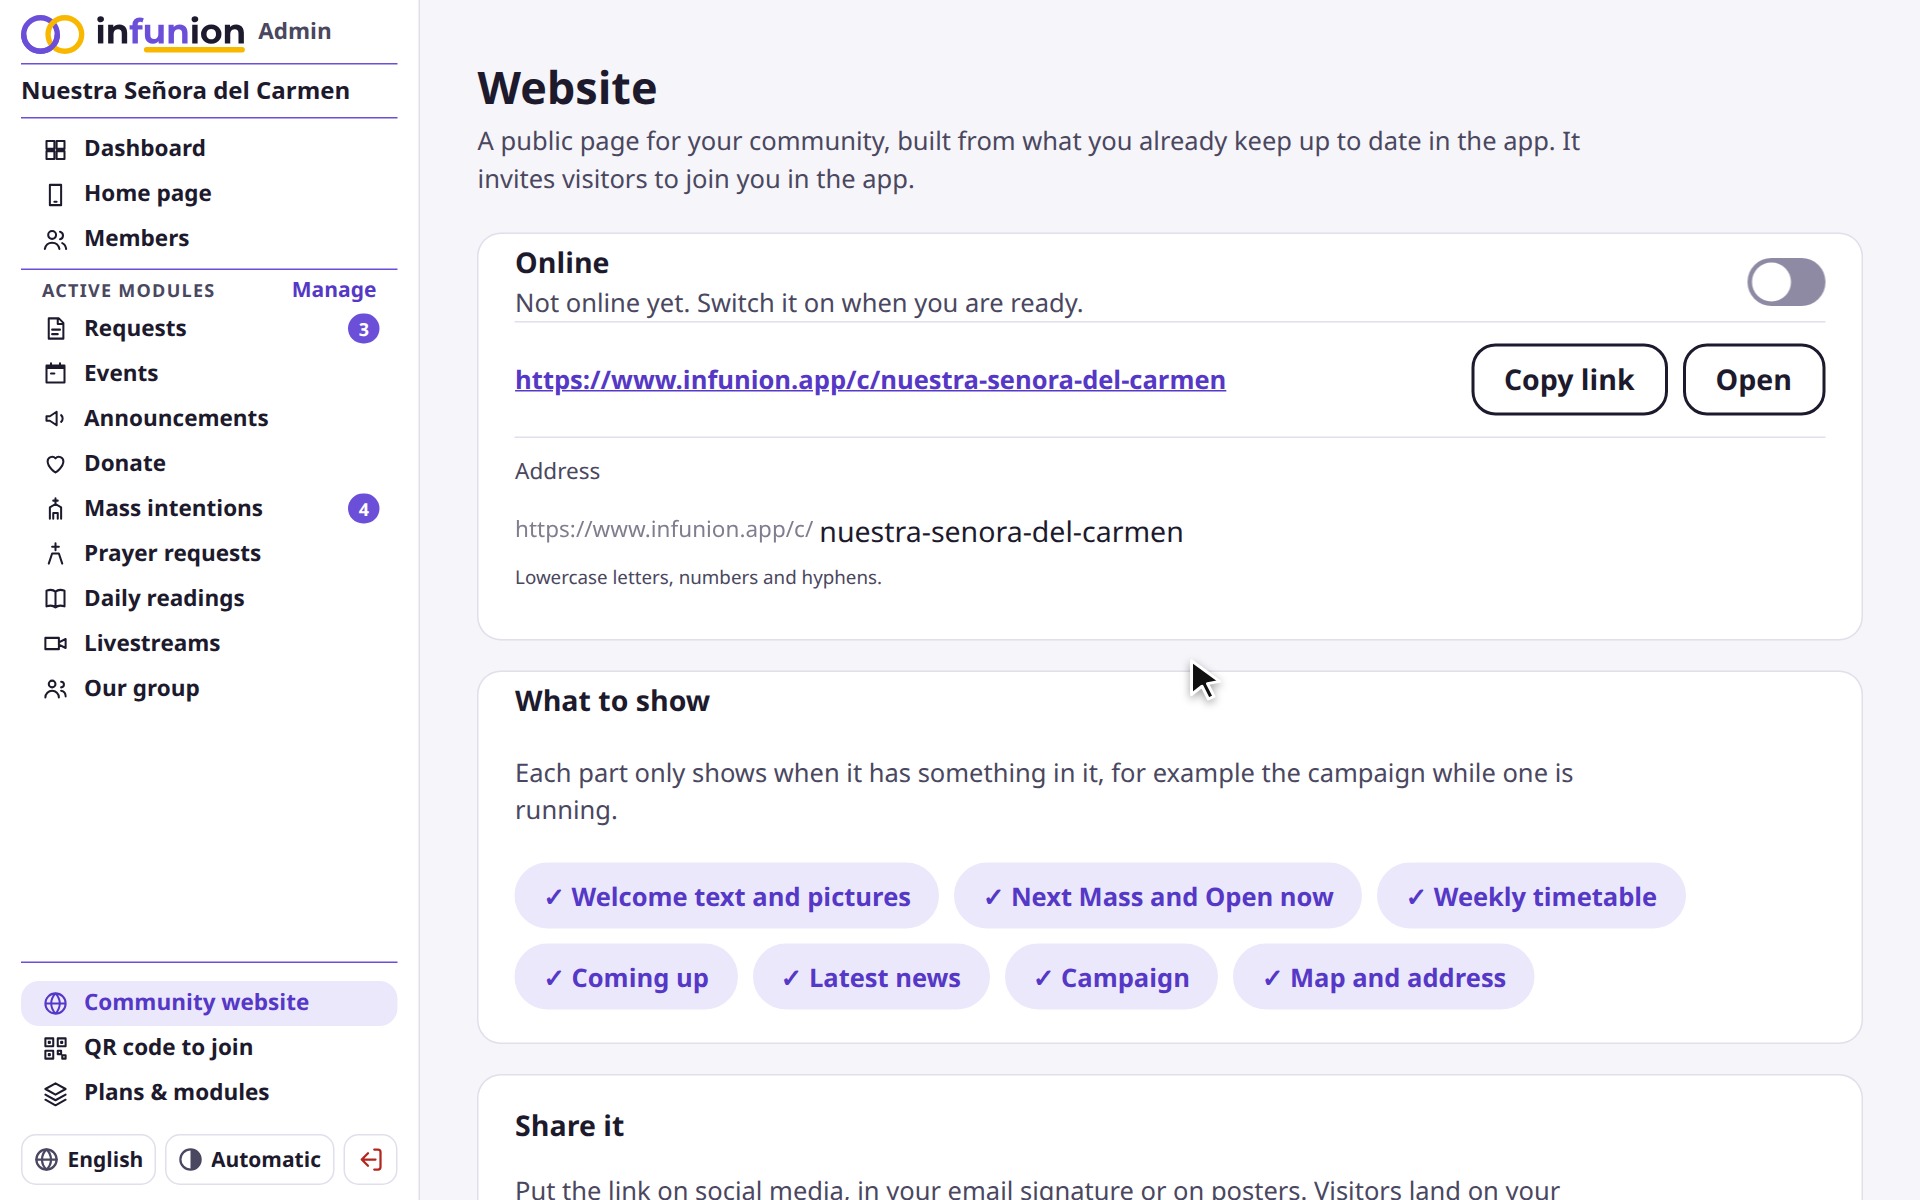 infunion Admin
Nuestra Señora del Carmen
Dashboard
Home page
Members
ACTIVE MODULES Manage
Requests 3
Events
Announcements
Donate
Mass intentions 4
Prayer requests
Daily readings
Livestreams
Our group
Community website
QR code to join
Plans & modules
English Automatic
Website
A public page for your community, built from what you already keep up to date in the app. It
invites visitors to join you in the app.
Online
Not online yet. Switch it on when you are ready.
https://www.infunion.app/c/nuestra-senora-del-carmen Copy link Open
Address
https://www.infunion.app/c/ nuestra-senora-del-carmen
Lowercase letters, numbers and hyphens.
What to show
Each part only shows when it has something in it, for example the campaign while one is
running.
✓ Welcome text and pictures ✓ Next Mass and Open now ✓ Weekly timetable
✓ Coming up ✓ Latest news ✓ Campaign ✓ Map and address
Share it
Put the link on social media, in your email signature or on posters. Visitors land on your